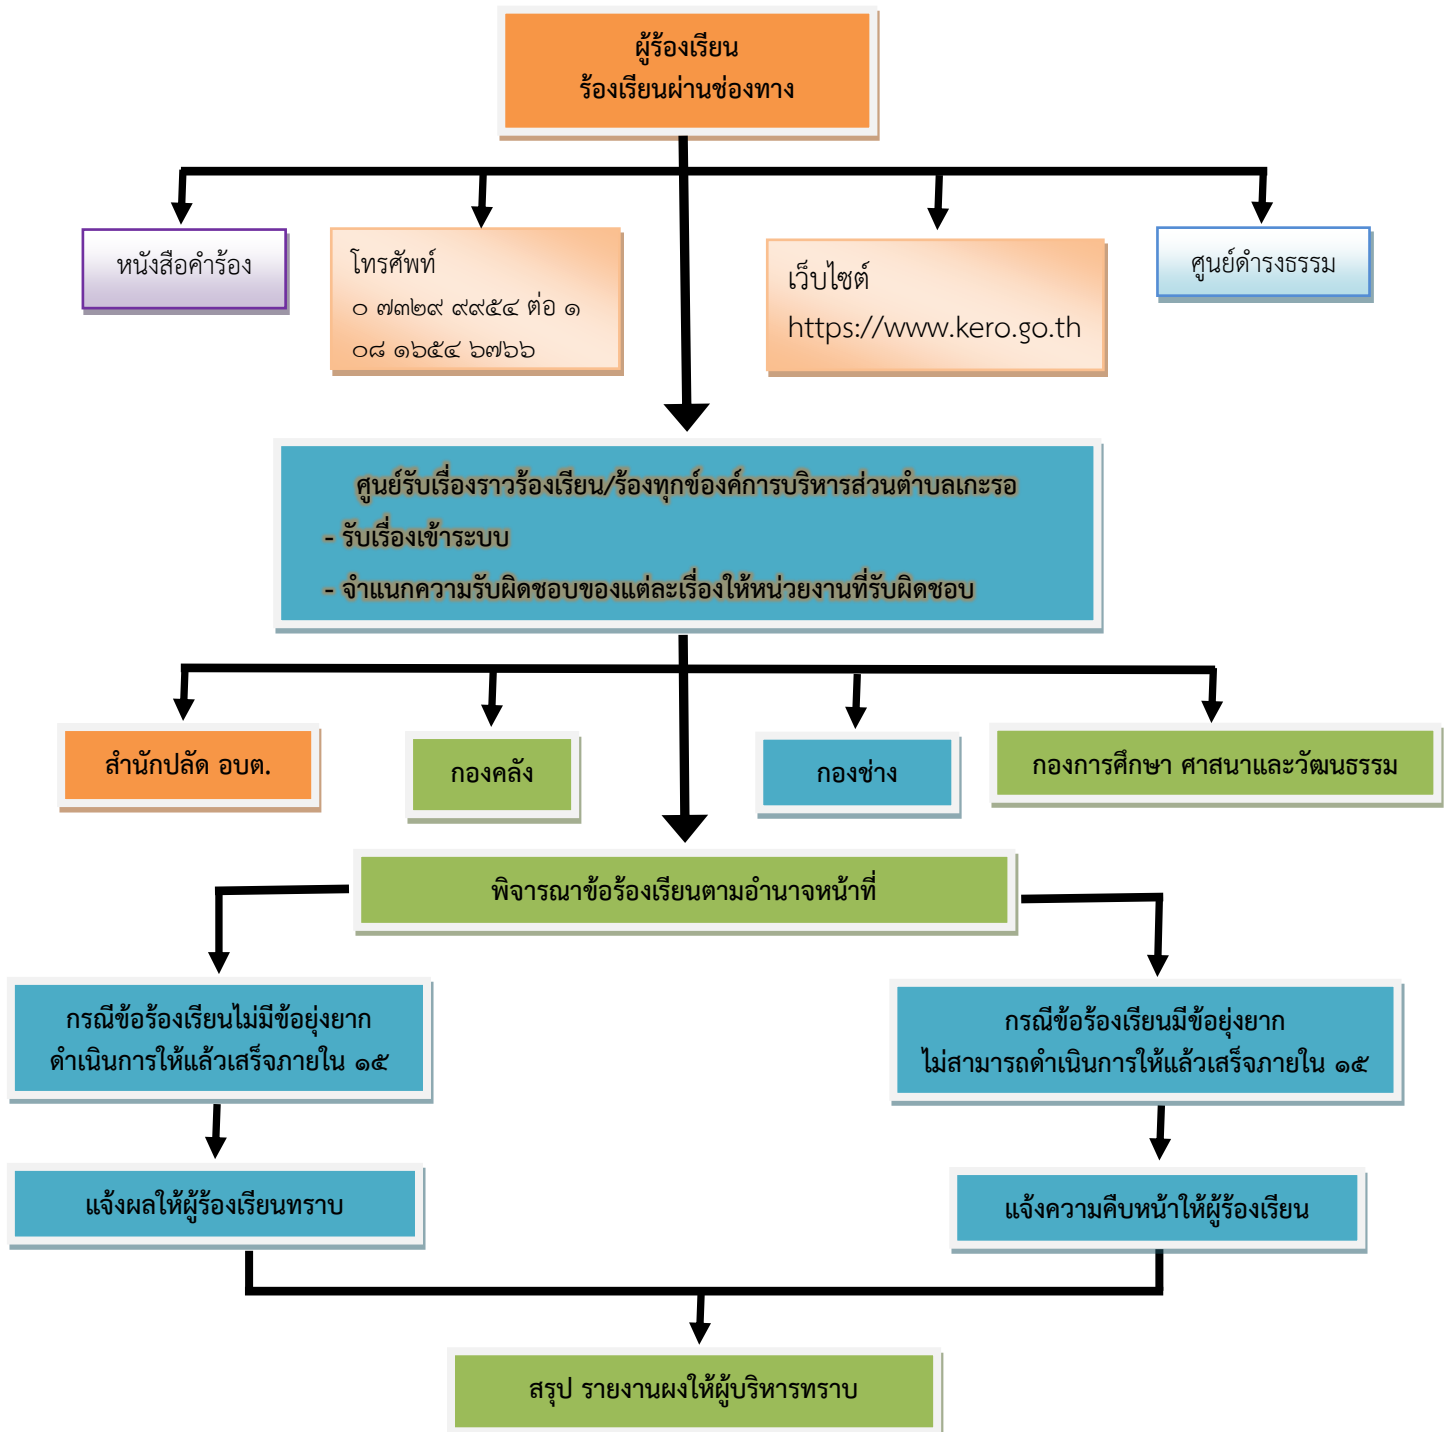 ผู้ร้องเรียน
ร้องเรียนผ่านช่องทาง
หนังสือคำร้อง
โทรศัพท์
๐ ๗๓๒๙ ๙๙๕๔ ต่อ ๑
๐๘ ๑๖๕๔ ๖๗๖๖
เว็บไซต์
https://www.kero.go.th
ศูนย์ดำรงธรรม
ศูนย์รับเรื่องราวร้องเรียน/ร้องทุกข์องค์การบริหารส่วนตำบลเกะรอ
- รับเรื่องเข้าระบบ
- จำแนกความรับผิดชอบของแต่ละเรื่องให้หน่วยงานที่รับผิดชอบ
สำนักปลัด อบต.
กองคลัง
กองช่าง
กองการศึกษา ศาสนาและวัฒนธรรม
พิจารณาข้อร้องเรียนตามอำนาจหน้าที่
กรณีข้อร้องเรียนไม่มีข้อยุ่งยาก
ดำเนินการให้แล้วเสร็จภายใน ๑๕
กรณีข้อร้องเรียนมีข้อยุ่งยาก
ไม่สามารถดำเนินการให้แล้วเสร็จภายใน ๑๕
แจ้งผลให้ผู้ร้องเรียนทราบ
แจ้งความคืบหน้าให้ผู้ร้องเรียน
สรุป รายงานผงให้ผู้บริหารทราบ